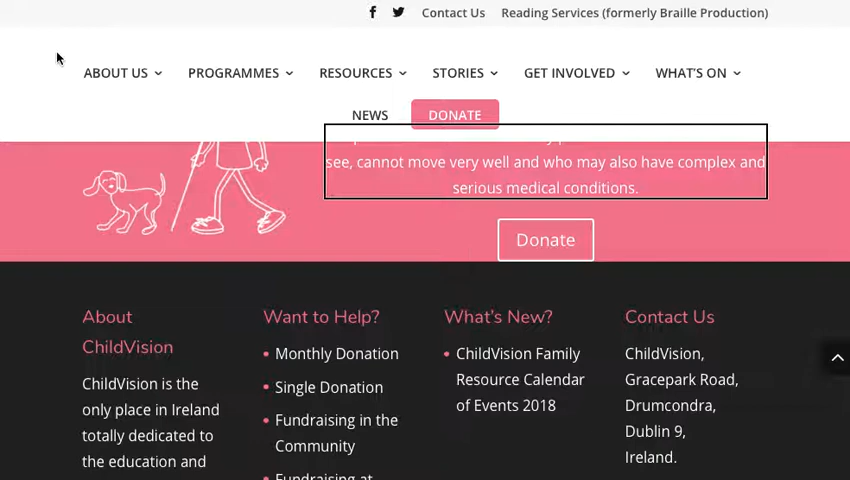 Contact Us Reading Services (formerly Braille Production)
ABOUT US PROGRAMMES RESOURCES STORIES GET INVOLVED WHAT'S ON
NEWS DONATE
see, cannot move very well and who may also have complex and
serious medical conditions.
Donate
About
ChildVision
ChildVision is the
only place in Ireland
totally dedicated to
the education and
Want to Help?
Monthly Donation
Single Donation
Fundraising in the
Community
Fundraising at
What's New?
ChildVision Family
Resource Calendar
of Events 2018
Contact Us
ChildVision,
Gracepark Road,
Drumcondra,
Dublin 9,
Ireland.